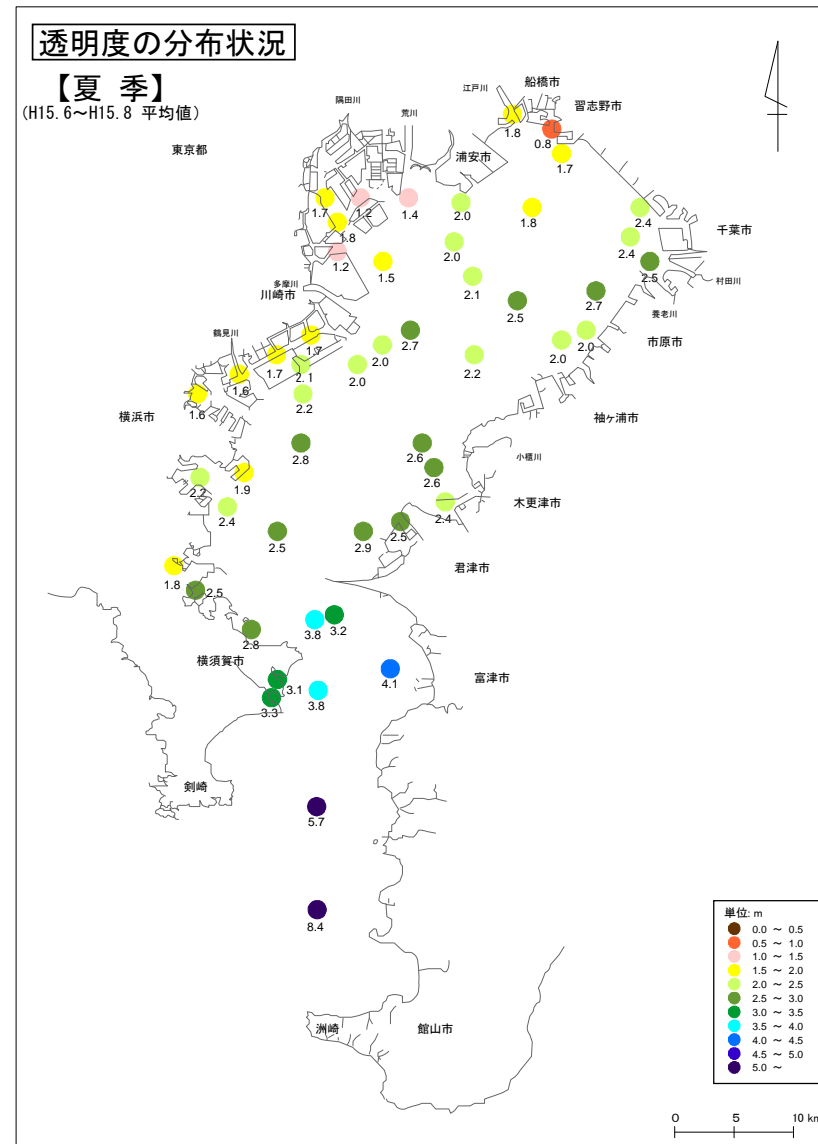 透明度の分布状況
【夏 季】
(H15.6～H15.8 平均値)
東京都
隅田川
荒川
江戸川
船橋市
習志野市
浦安市
千葉市
村田川
養老川
市原市
袖ヶ浦市
小櫃川
木更津市
君津市
富津市
多摩川
川崎市
鶴見川
横浜市
横須賀市
剣崎
洲崎
館山市
1.8
0.8
1.7
1.7
1.2
1.4
2.0
1.8
2.4
1.8
2.0
2.4
1.2
1.5
2.5
2.1
2.7
2.5
2.7
2.0
1.7
2.0
2.0
1.7
2.1
2.0
2.2
1.6
1.6
2.2
2.8
2.6
2.6
2.2
1.9
2.4
2.4
2.5
2.5
2.9
1.8
2.5
3.2
3.8
2.8
4.1
3.1
3.8
3.3
5.7
8.4
単位: m
0.0 ～ 0.5
0.5 ～ 1.0
1.0 ～ 1.5
1.5 ～ 2.0
2.0 ～ 2.5
2.5 ～ 3.0
3.0 ～ 3.5
3.5 ～ 4.0
4.0 ～ 4.5
4.5 ～ 5.0
5.0 ～
0 5 10 km